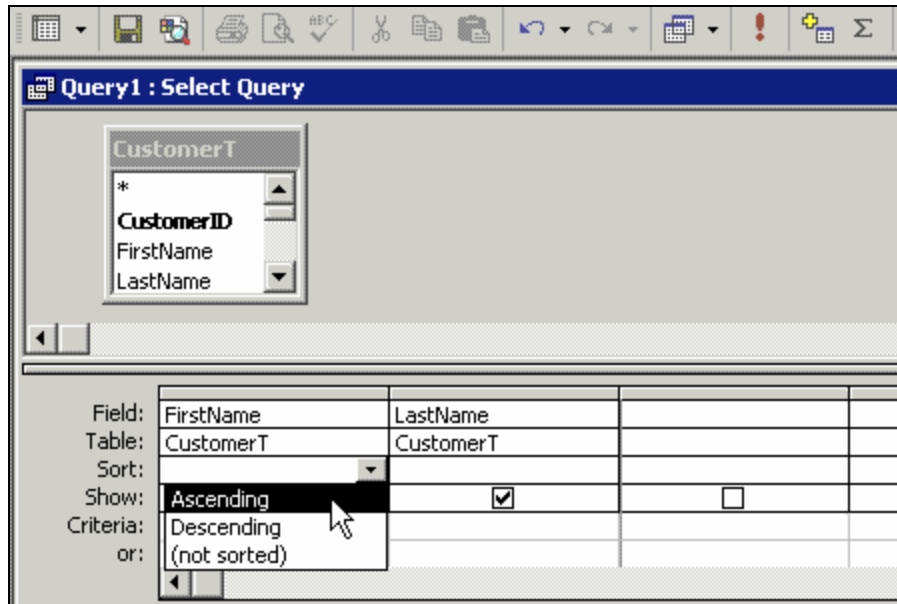 ABC
Σ
Query1 : Select Query
CustomerT
*
CustomerID
FirstName
LastName
Field: FirstName LastName
Table: CustomerT CustomerT
Sort:
Show: Ascending
Criteria: Descending
or: (not sorted)